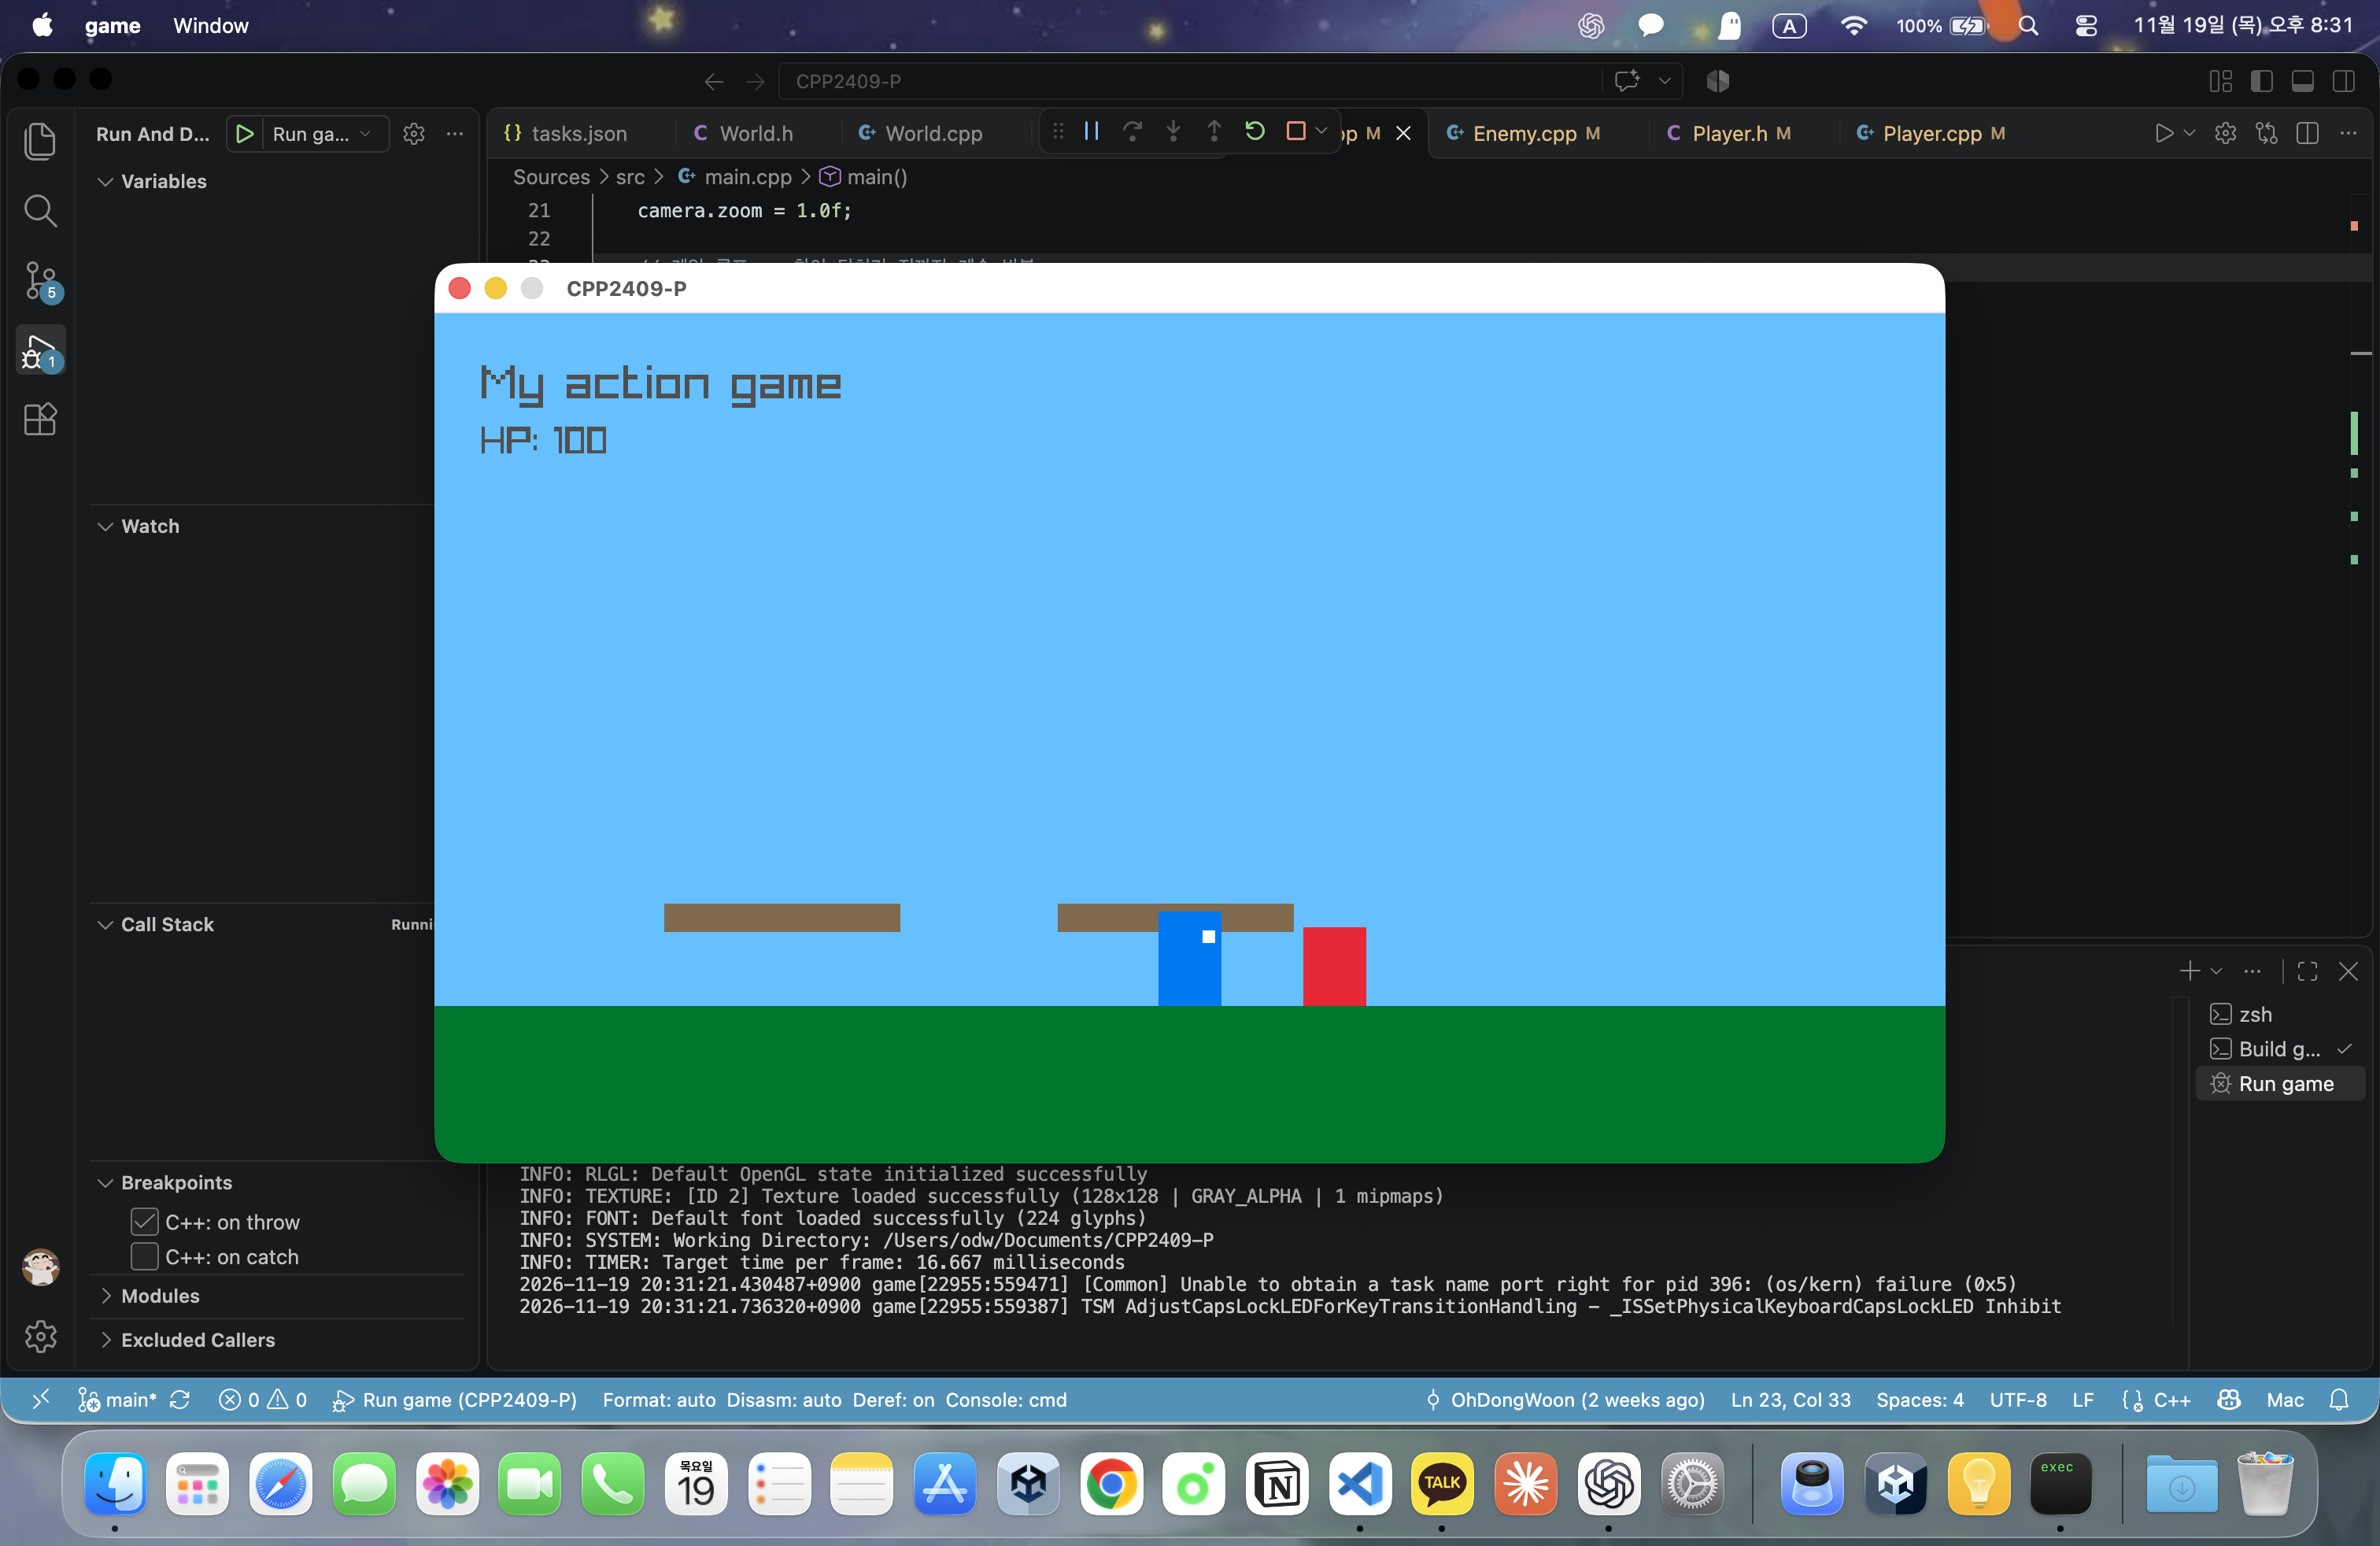 game Window
A 100% 11월 19일 (목) 오후 8:31
CPP2409-P
Run And D... Run ga...
tasks.json World.h World.cpp M Enemy.cpp M Player.h M Player.cpp M
Variables
Sources > src > main.cpp > main()
21 camera.zoom = 1.0f;
22
CPP2409-P
5
1
My action game
HP: 100
Watch
Call Stack
Breakpoints
C++: on throw
C++: on catch
Modules
Excluded Callers
zsh
Build g...
Run game
INFO: RLGL: Default OpenGL state initialized successfully
INFO: TEXTURE: [ID 2] Texture loaded successfully (128x128 | GRAY_ALPHA | 1 mipmaps)
INFO: FONT: Default font loaded successfully (224 glyphs)
INFO: SYSTEM: Working Directory: /Users/odw/Documents/CPP2409-P
INFO: TIMER: Target time per frame: 16.667 milliseconds
2026-11-19 20:31:21.430487+0900 game[22955:559471] [Common] Unable to obtain a task name port right for pid 396: (os/kern) failure (0x5)
2026-11-19 20:31:21.736320+0900 game[22955:559387] TSM AdjustCapsLockLEDForKeyTransitionHandling - _ISSetPhysicalKeyboardCapsLockLED Inhibit
main* 0 0 Run game (CPP2409-P) Format: auto Disasm: auto Deref: on Console: cmd OhDongWoon (2 weeks ago) Ln 23, Col 33 Spaces: 4 UTF-8 LF C++ Mac
목요일
19
TALK
exec